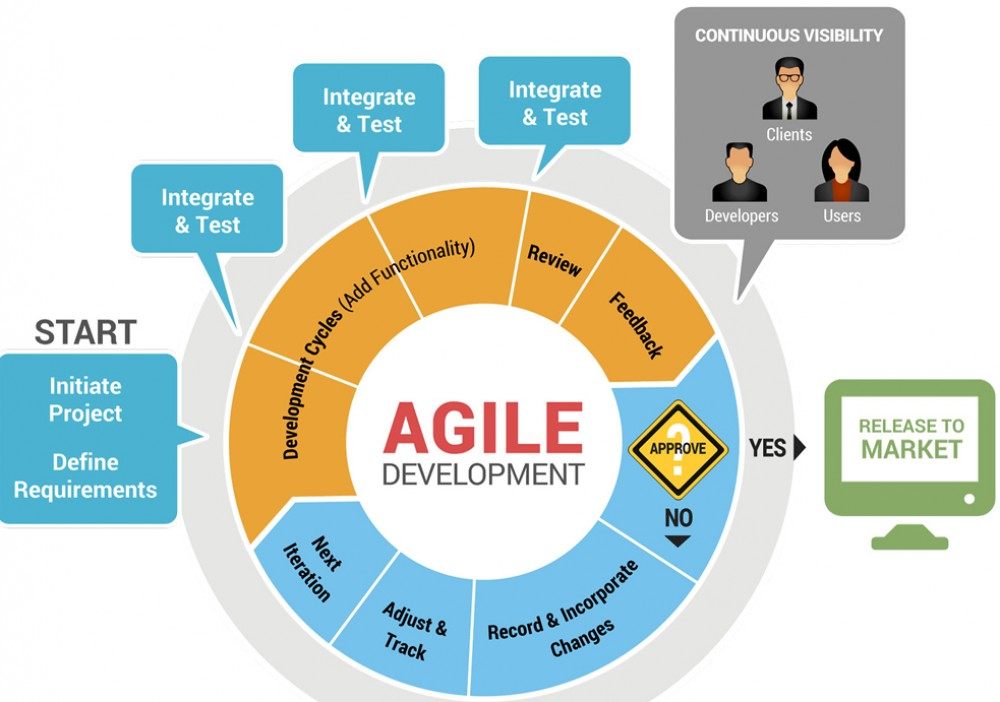 CONTINUOUS VISIBILITY
Clients
Developers
Users
Integrate
& Test
Integrate
& Test
Integrate
& Test
START
Initiate
Project
Define
Requirements
Development Cycles (Add Functionality)
Review
Feedback
AGILE
DEVELOPMENT
?
APPROVE
YES
RELEASE TO
MARKET
NO
Record & Incorporate
Changes
Adjust &
Track
Next
Iteration